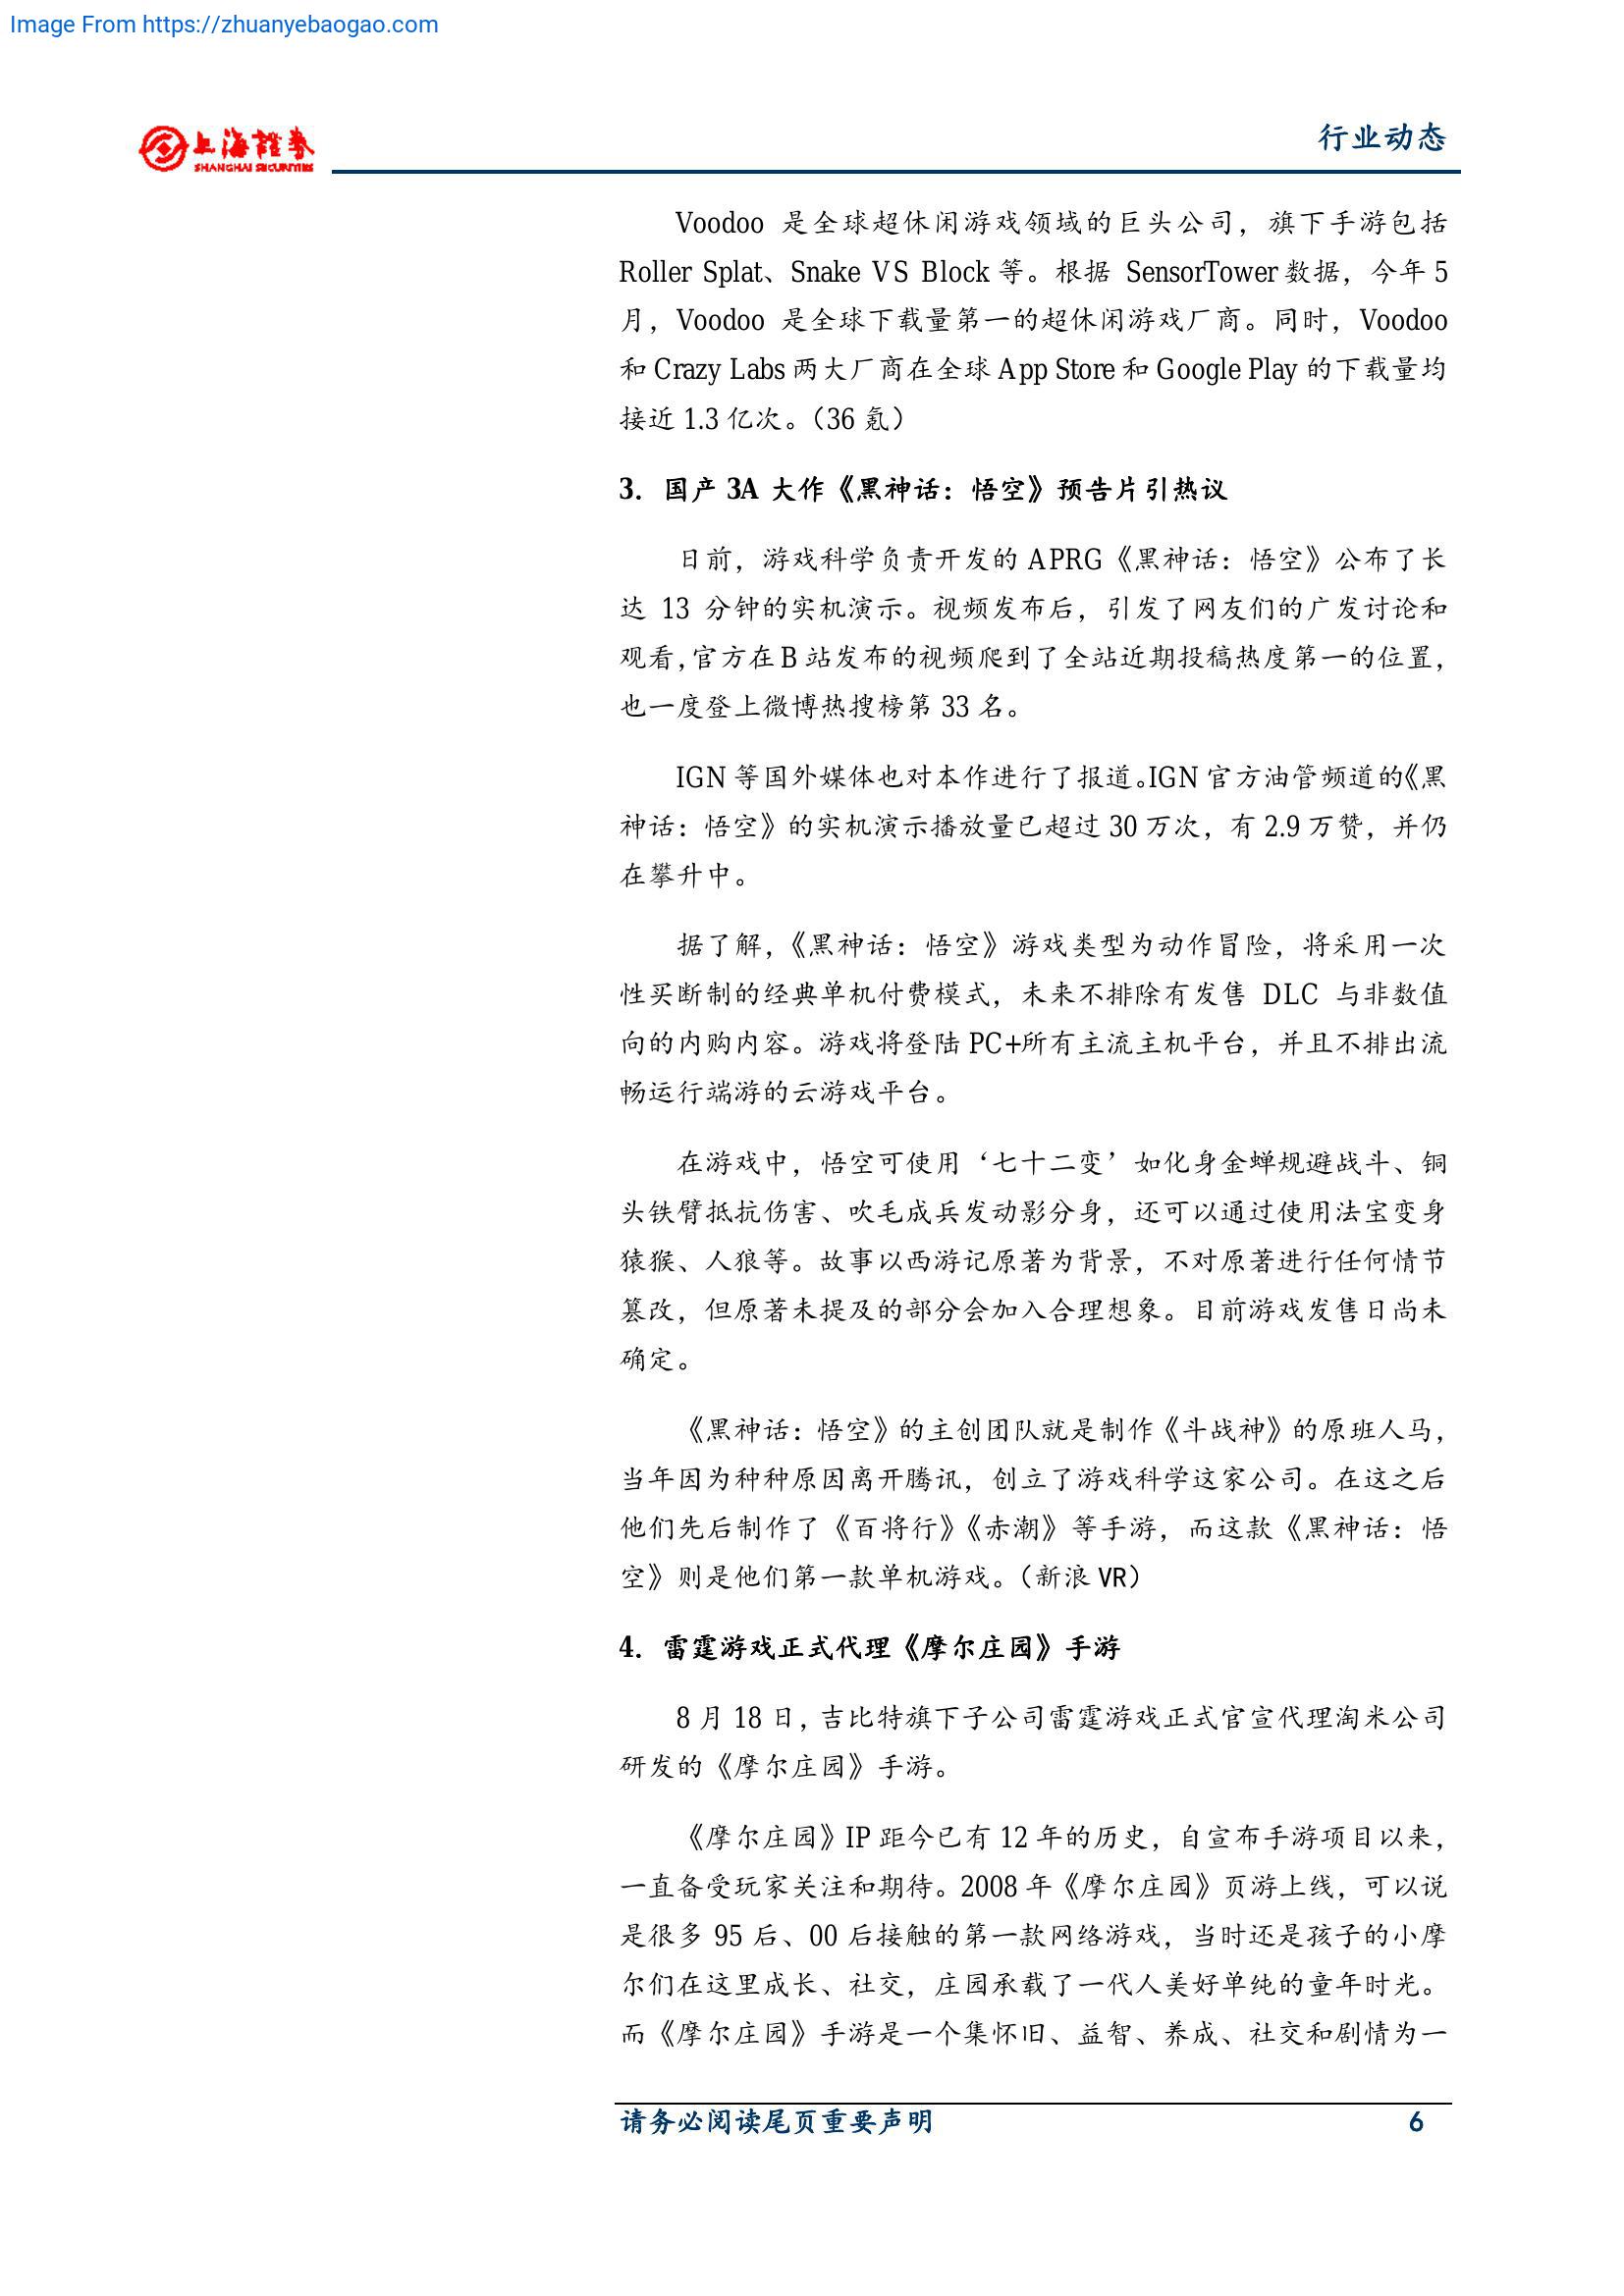 Image From https://zhuanyebaogao.com
上海證券
SHANGHAI SECURITIES
行业动态
Voodoo 是全球超休闲游戏领域的巨头公司，旗下手游包括
Roller Splat、Snake VS Block 等。根据 SensorTower 数据，今年 5
月，Voodoo 是全球下载量第一的超休闲游戏厂商。同时，Voodoo
和 Crazy Labs 两大厂商在全球 App Store 和 Google Play 的下载量均
接近 1.3 亿次。（36 氪）
3. 国产 3A 大作《黑神话：悟空》预告片引热议
日前，游戏科学负责开发的 APRG《黑神话：悟空》公布了长
达 13 分钟的实机演示。视频发布后，引发了网友们的广发讨论和
观看，官方在 B 站发布的视频爬到了全站近期投稿热度第一的位置，
也一度登上微博热搜榜第 33 名。
IGN 等国外媒体也对本作进行了报道。IGN 官方油管频道的《黑
神话：悟空》的实机演示播放量已超过 30 万次，有 2.9 万赞，并仍
在攀升中。
据了解，《黑神话：悟空》游戏类型为动作冒险，将采用一次
性买断制的经典单机付费模式，未来不排除有发售 DLC 与非数值
向的内购内容。游戏将登陆 PC+所有主流主机平台，并且不排出流
畅运行端游的云游戏平台。
在游戏中，悟空可使用‘七十二变’如化身金蝉规避战斗、铜
头铁臂抵抗伤害、吹毛成兵发动影分身，还可以通过使用法宝变身
猿猴、人狼等。故事以西游记原著为背景，不对原著进行任何情节
篡改，但原著未提及的部分会加入合理想象。目前游戏发售日尚未
确定。
《黑神话：悟空》的主创团队就是制作《斗战神》的原班人马，
当年因为种种原因离开腾讯，创立了游戏科学这家公司。在这之后
他们先后制作了《百将行》《赤潮》等手游，而这款《黑神话：悟
空》则是他们第一款单机游戏。（新浪 VR）
4. 雷霆游戏正式代理《摩尔庄园》手游
8 月 18 日，吉比特旗下子公司雷霆游戏正式官宣代理淘米公司
研发的《摩尔庄园》手游。
《摩尔庄园》IP 距今已有 12 年的历史，自宣布手游项目以来，
一直备受玩家关注和期待。2008 年《摩尔庄园》页游上线，可以说
是很多 95 后、00 后接触的第一款网络游戏，当时还是孩子的小摩
尔们在这里成长、社交，庄园承载了一代人美好单纯的童年时光。
而《摩尔庄园》手游是一个集怀旧、益智、养成、社交和剧情为一
请务必阅读尾页重要声明 6